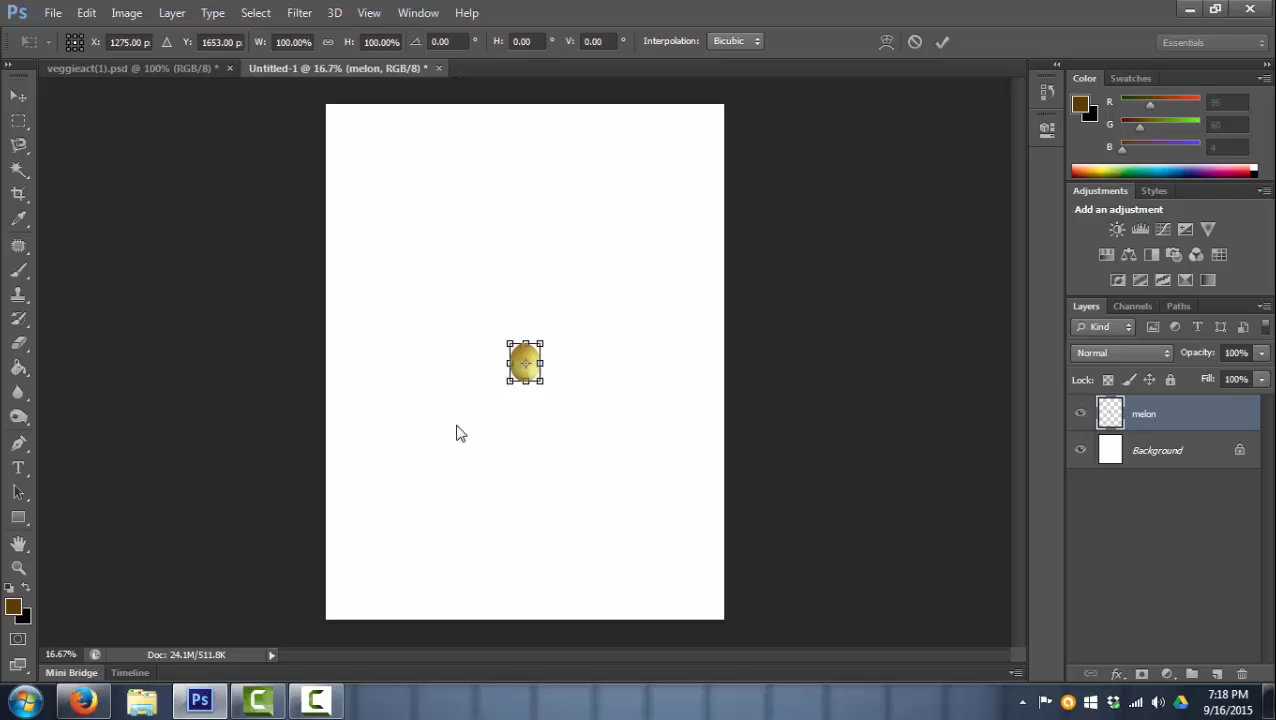 Ps File Edit Image Layer Type Select Filter 3D View Window Help
X: 1275.00 p: Y: 1653.00 p: W: 100.00% H: 100.00% 0.00 ° H: 0.00 ° V: 0.00 ° Interpolation: Bicubic Essentials
veggieact(1).psd @ 100% (RGB/8) * × Untitled-1 @ 16.7% (melon, RGB/8) * ×
Color Swatches
R 95
G 60
B 4
Adjustments Styles
Add an adjustment
Layers Channels Paths
Kind
Normal Opacity: 100%
Lock: Fill: 100%
melon
Background
16.67% Doc: 24.1M/511.8K
Mini Bridge Timeline
Ps
7:18 PM
9/16/2015